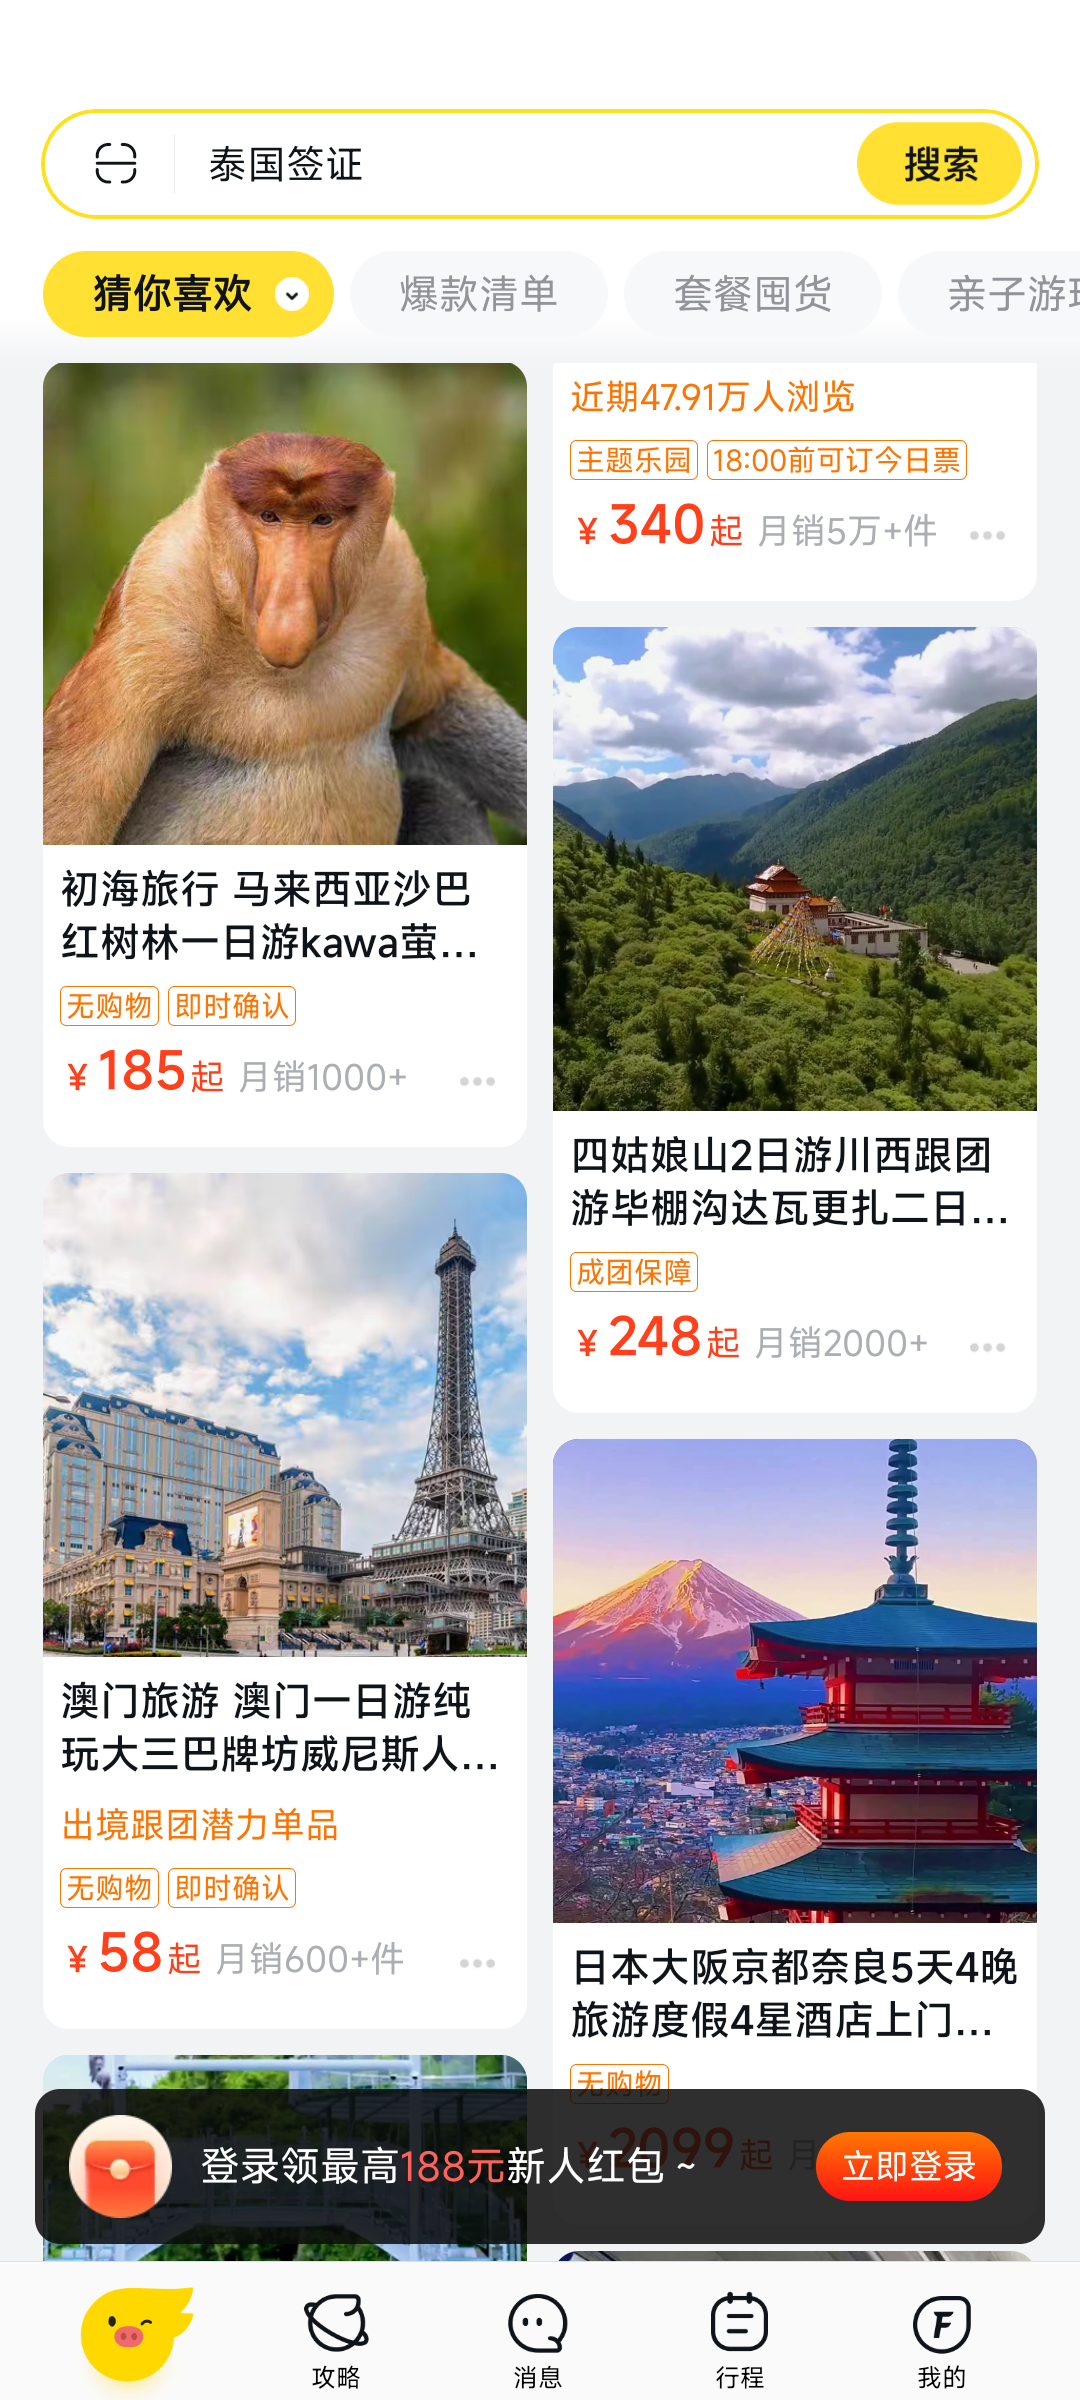 泰国签证
搜索
猜你喜欢
爆款清单
套餐囤货
亲子游玩
近期47.91万人浏览
主题乐园 18:00前可订今日票
¥340起 月销5万+件
初海旅行 马来西亚沙巴
红树林一日游kawa萤...
无购物 即时确认
¥185起 月销1000+
四姑娘山2日游川西跟团
游毕棚沟达瓦更扎二日...
成团保障
¥248起 月销2000+
澳门旅游 澳门一日游纯
玩大三巴牌坊威尼斯人...
出境跟团潜力单品
无购物 即时确认
¥58起 月销600+件
日本大阪京都奈良5天4晚
旅游度假4星酒店上门...
无购物
¥2099起 月
登录领最高188元新人红包 ~
立即登录
攻略
消息
行程
我的